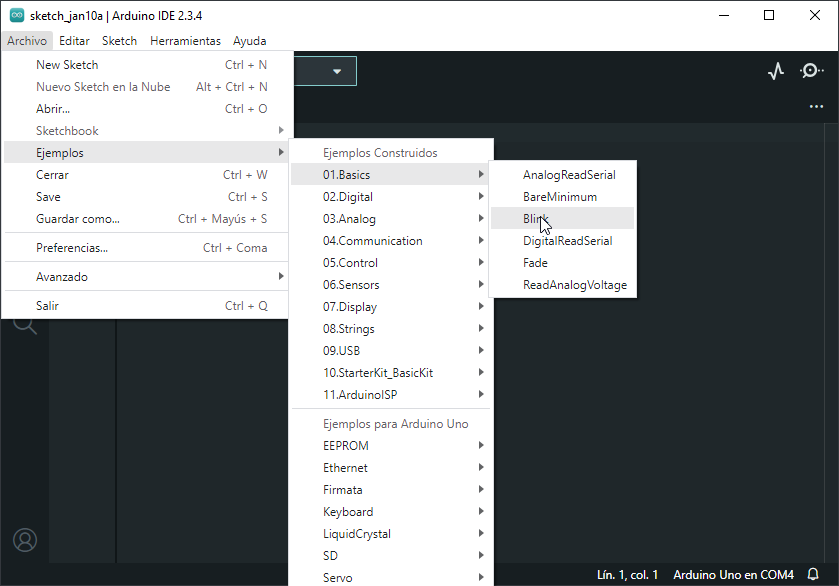 sketch_jan10a | Arduino IDE 2.3.4
Archivo Editar Sketch Herramientas Ayuda
New Sketch Ctrl + N
Nuevo Sketch en la Nube Alt + Ctrl + N
Abrir... Ctrl + O
Sketchbook
Ejemplos
Cerrar Ctrl + W
Save Ctrl + S
Guardar como... Ctrl + Mayús + S
Preferencias... Ctrl + Coma
Avanzado
Salir Ctrl + Q
Ejemplos Construidos
01.Basics
02.Digital
03.Analog
04.Communication
05.Control
06.Sensors
07.Display
08.Strings
09.USB
10.StarterKit_BasicKit
11.ArduinoISP
Ejemplos para Arduino Uno
EEPROM
Ethernet
Firmata
Keyboard
LiquidCrystal
SD
Servo
AnalogReadSerial
BareMinimum
Blink
DigitalReadSerial
Fade
ReadAnalogVoltage
Lín. 1, col. 1 Arduino Uno en COM4